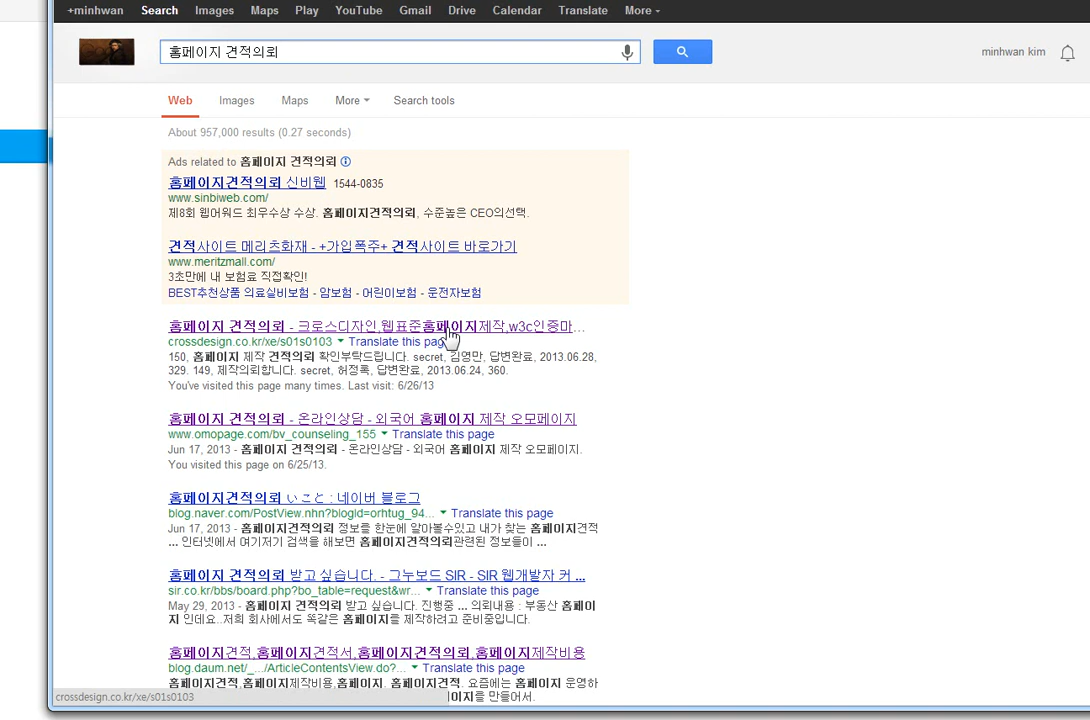 +minhwan Search Images Maps Play YouTube Gmail Drive Calendar Translate More
홈페이지 견적의뢰
minhwan kim
Web Images Maps More Search tools
About 957,000 results (0.27 seconds)
Ads related to 홈페이지 견적의뢰
홈페이지견적의뢰 신비웹 1544-0835
www.sinbiweb.com/
제8회 웹어워드 최우수상 수상. 홈페이지견적의뢰, 수준높은 CEO의선택.
견적사이트 메리츠화재 - +가입폭주+ 견적사이트 바로가기
www.meritzmall.com/
3초만에 내 보험료 직접확인!
BEST추천상품 의료실비보험 - 암보험 - 어린이보험 - 운전자보험
홈페이지 견적의뢰 - 크로스디자인,웹표준홈페이지제작,w3c인증마...
crossdesign.co.kr/xe/s01s0103 Translate this page
150, 홈페이지 제작 견적의뢰 확인부탁드립니다. secret, 김영만, 답변완료, 2013.06.28,
329. 149, 제작의뢰합니다. secret, 허정록, 답변완료, 2013.06.24, 360.
You've visited this page many times. Last visit: 6/26/13
홈페이지 견적의뢰 - 온라인상담 - 외국어 홈페이지 제작 오모페이지
www.omopage.com/bv_counseling_155 Translate this page
Jun 17, 2013 - 홈페이지 견적의뢰 - 온라인상담 - 외국어 홈페이지 제작 오모페이지.
You visited this page on 6/25/13.
홈페이지견적의뢰 いこと : 네이버 블로그
blog.naver.com/PostView.nhn?blogId=orhtug_94... Translate this page
Jun 17, 2013 - 홈페이지견적의뢰 정보를 한눈에 알아볼수있고 내가 찾는 홈페이지견적
... 인터넷에서 여기저기 검색을 해보면 홈페이지견적의뢰관련된 정보들이 ...
홈페이지 견적의뢰 받고 싶습니다. - 그누보드 SIR - SIR 웹개발자 커 ...
sir.co.kr/bbs/board.php?bo_table=request&wr... Translate this page
May 29, 2013 - 홈페이지 견적의뢰 받고 싶습니다. 진행중 ... 의뢰내용 : 부동산 홈페이
지 인데요..저희 회사에서도 똑같은 홈페이지를 제작하려고 준비중입니다.
홈페이지견적,홈페이지견적서,홈페이지견적의뢰,홈페이지제작비용
blog.daum.net/_.../ArticleContentsView.do?... Translate this page
홈페이지견적,홈페이지제작비용,홈페이지. 홈페이지견적. 요즘에는 홈페이지 운영하
crossdesign.co.kr/xe/s01s0103
이지를 만들어서.